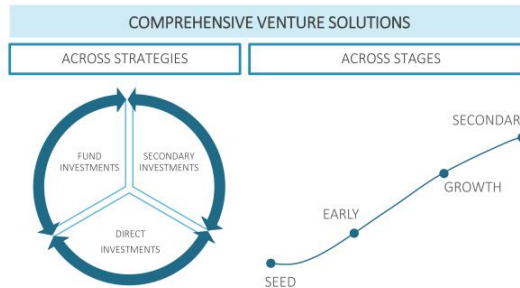 COMPREHENSIVE VENTURE SOLUTIONS
ACROSS STRATEGIES
ACROSS STAGES
FUND
INVESTMENTS
SECONDARY
INVESTMENTS
DIRECT
INVESTMENTS
SECONDAR
GROWTH
EARLY
SEED